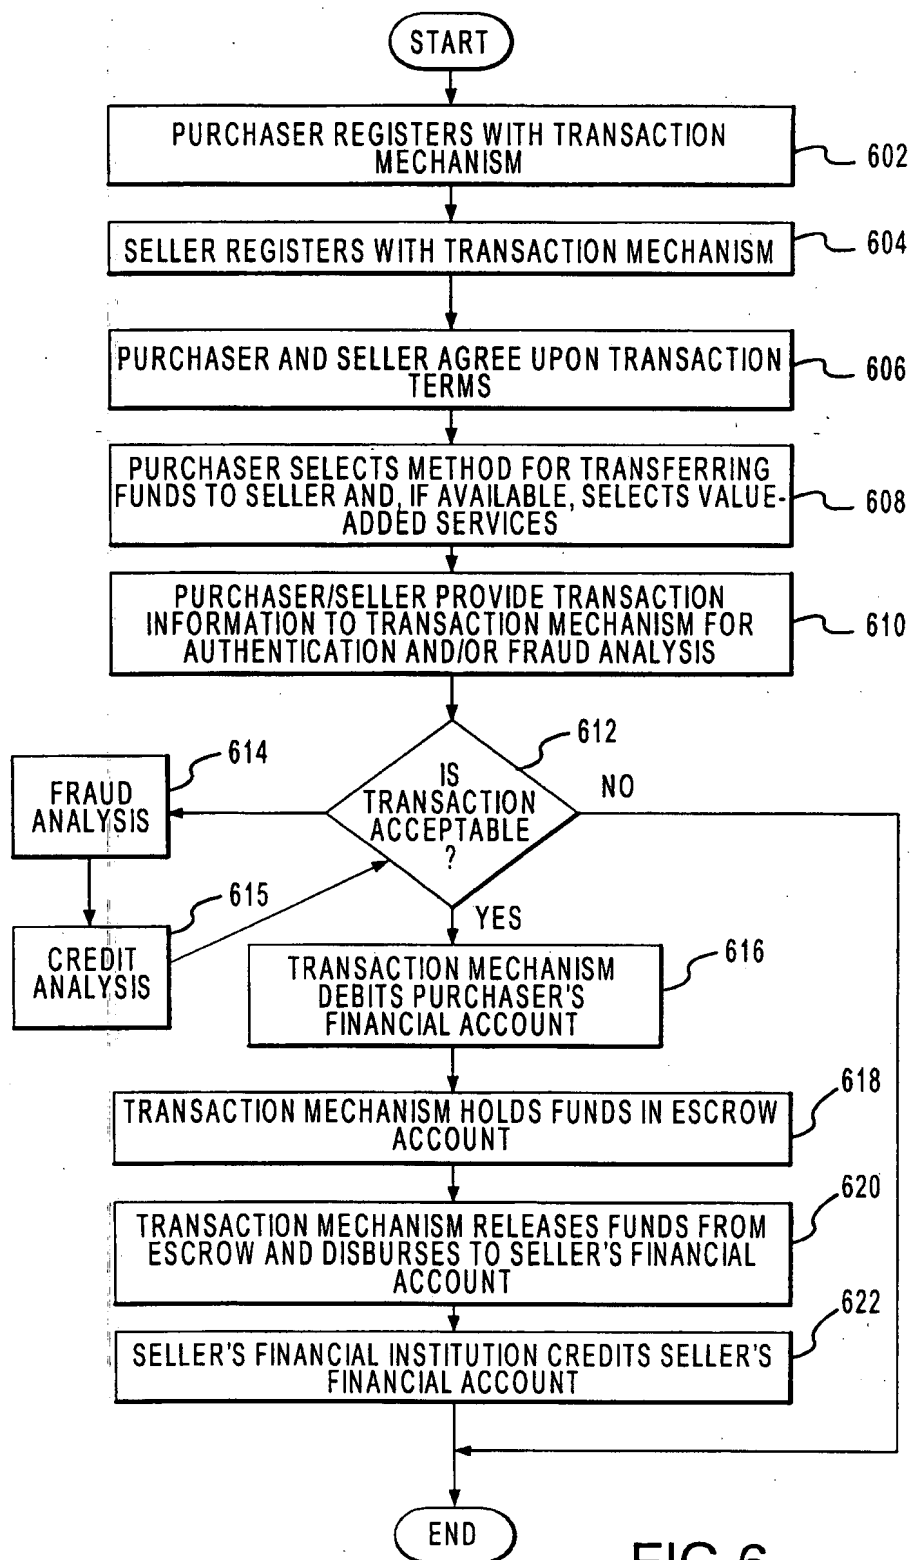 START
PURCHASER REGISTERS WITH TRANSACTION
MECHANISM
602
SELLER REGISTERS WITH TRANSACTION MECHANISM
604
PURCHASER AND SELLER AGREE UPON TRANSACTION
TERMS
606
PURCHASER SELECTS METHOD FOR TRANSFERRING
FUNDS TO SELLER AND, IF AVAILABLE, SELECTS VALUE-
ADDED SERVICES
608
PURCHASER/SELLER PROVIDE TRANSACTION
INFORMATION TO TRANSACTION MECHANISM FOR
AUTHENTICATION AND/OR FRAUD ANALYSIS
610
612
IS
TRANSACTION
ACCEPTABLE
?
NO
614
FRAUD
ANALYSIS
615
CREDIT
ANALYSIS
YES
616
TRANSACTION MECHANISM
DEBITS PURCHASER'S
FINANCIAL ACCOUNT
618
TRANSACTION MECHANISM HOLDS FUNDS IN ESCROW
ACCOUNT
620
TRANSACTION MECHANISM RELEASES FUNDS FROM
ESCROW AND DISBURSES TO SELLER'S FINANCIAL
ACCOUNT
622
SELLER'S FINANCIAL INSTITUTION CREDITS SELLER'S
FINANCIAL ACCOUNT
END
FIG.6